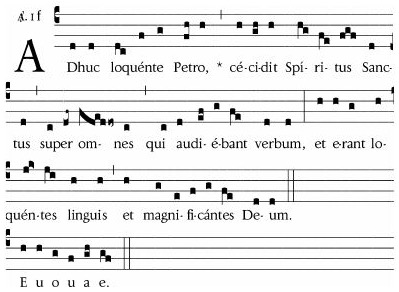 A. 1 f
ADhuc loquénte Petro, * cé-ci-dit Spí-ri-tus Sanc-
tus super om-nes qui audi-ébant verbum, et e-rant lo-
quén-tes linguis et magni-fi-cántes De-um.
E u o u a e.